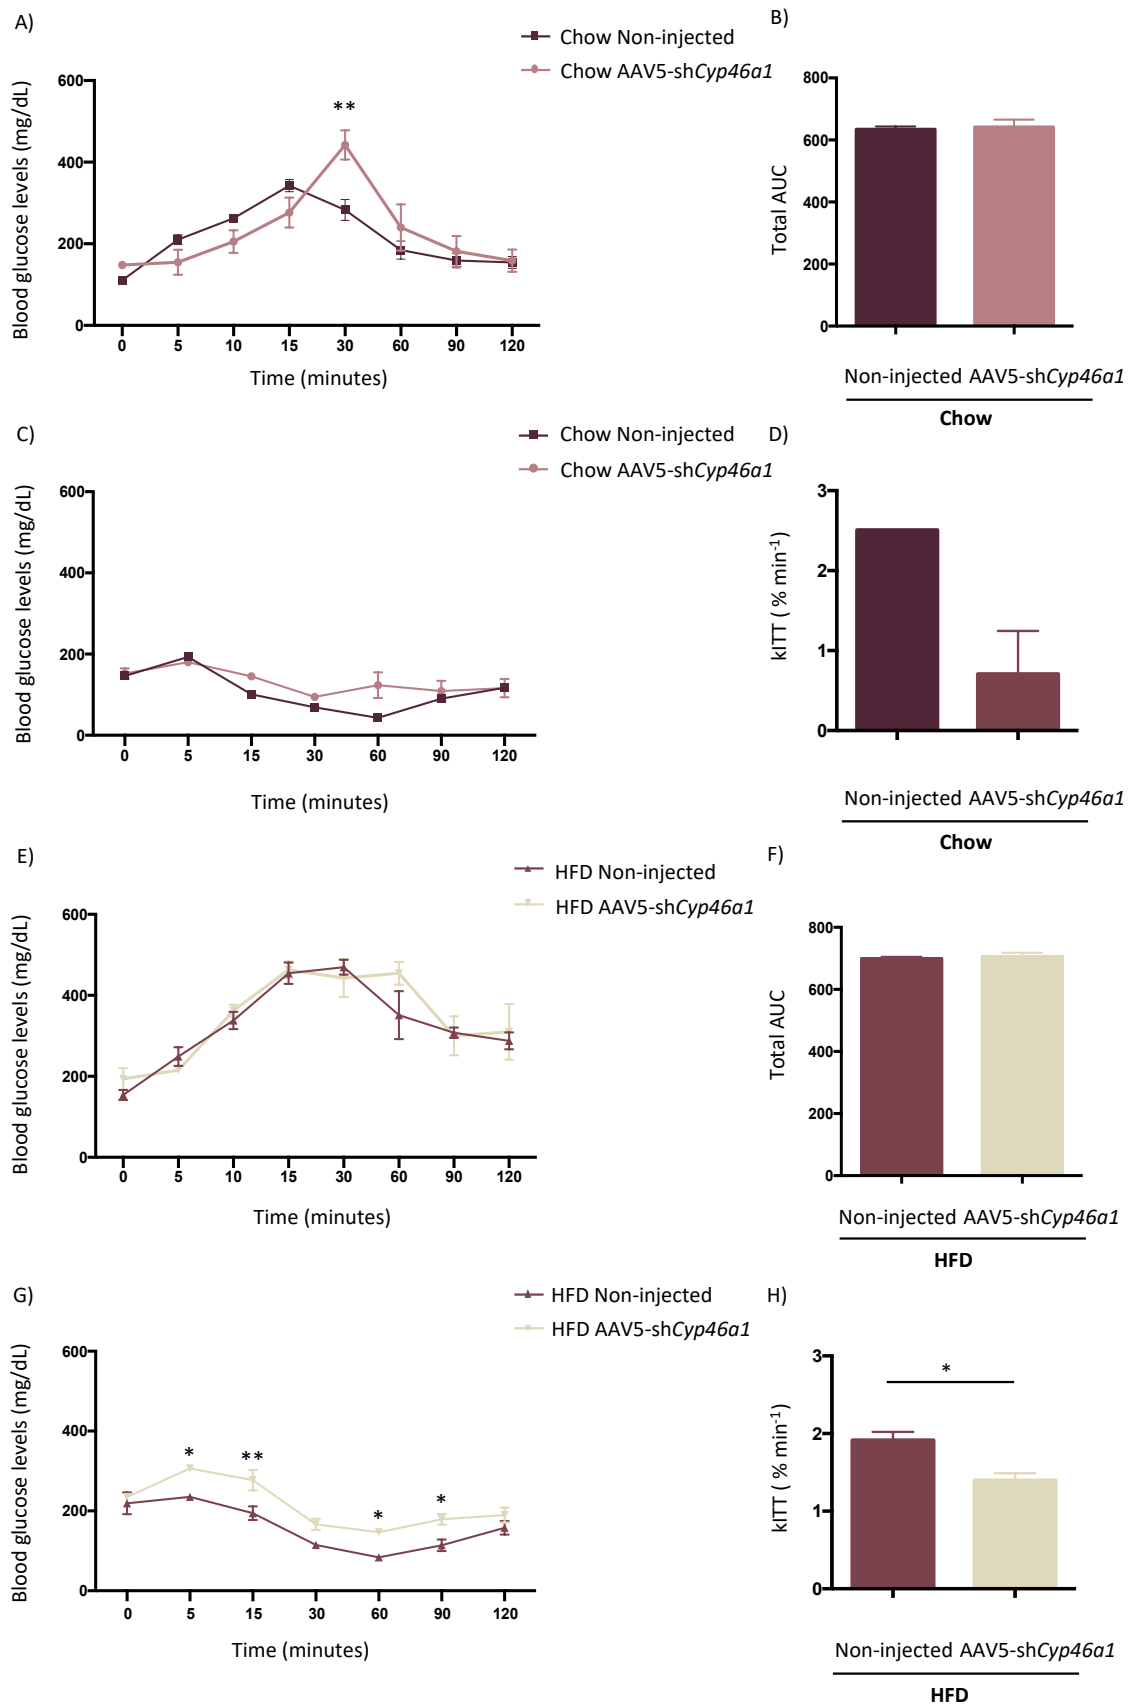 A)
Chow Non-injected
Chow AAV5-shCyp46a1
Blood glucose levels (mg/dL)
600
400
200
0
**
0 5 10 15 30 60 90 120
Time (minutes)
B)
Total AUC
800
600
400
200
0
Non-injected AAV5-shCyp46a1
Chow
C)
Chow Non-injected
Chow AAV5-shCyp46a1
Blood glucose levels (mg/dL)
600
400
200
0
0 5 15 30 60 90 120
Time (minutes)
D)
kITT ( % min⁻¹)
3
2
1
0
Non-injected AAV5-shCyp46a1
Chow
E)
HFD Non-injected
HFD AAV5-shCyp46a1
Blood glucose levels (mg/dL)
600
400
200
0
0 5 10 15 30 60 90 120
Time (minutes)
F)
Total AUC
800
600
400
200
0
Non-injected AAV5-shCyp46a1
HFD
G)
HFD Non-injected
HFD AAV5-shCyp46a1
Blood glucose levels (mg/dL)
600
400
200
0
* ** * *
0 5 15 30 60 90 120
Time (minutes)
H)
kITT ( % min⁻¹)
3
2
1
0
*
Non-injected AAV5-shCyp46a1
HFD